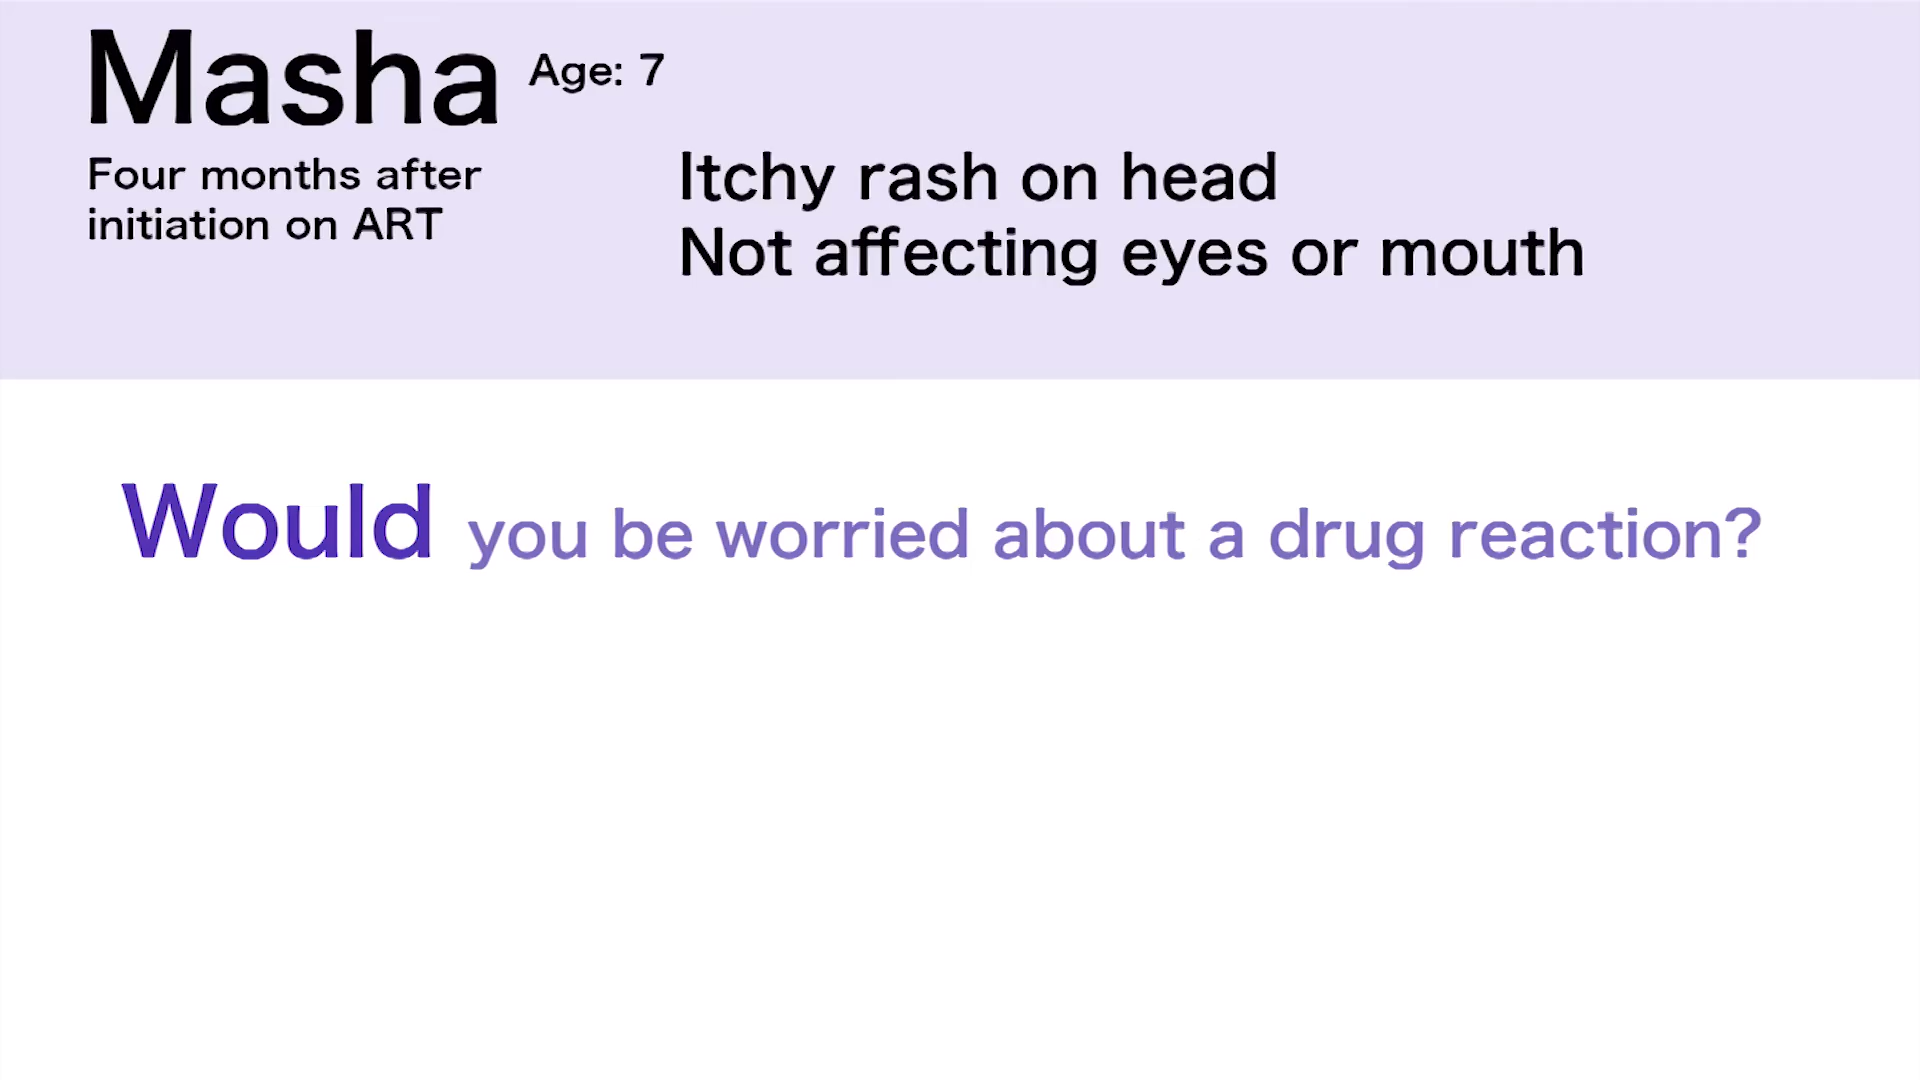 Masha Age: 7
Four months after
initiation on ART
Itchy rash on head
Not affecting eyes or mouth
Would you be worried about a drug reaction?